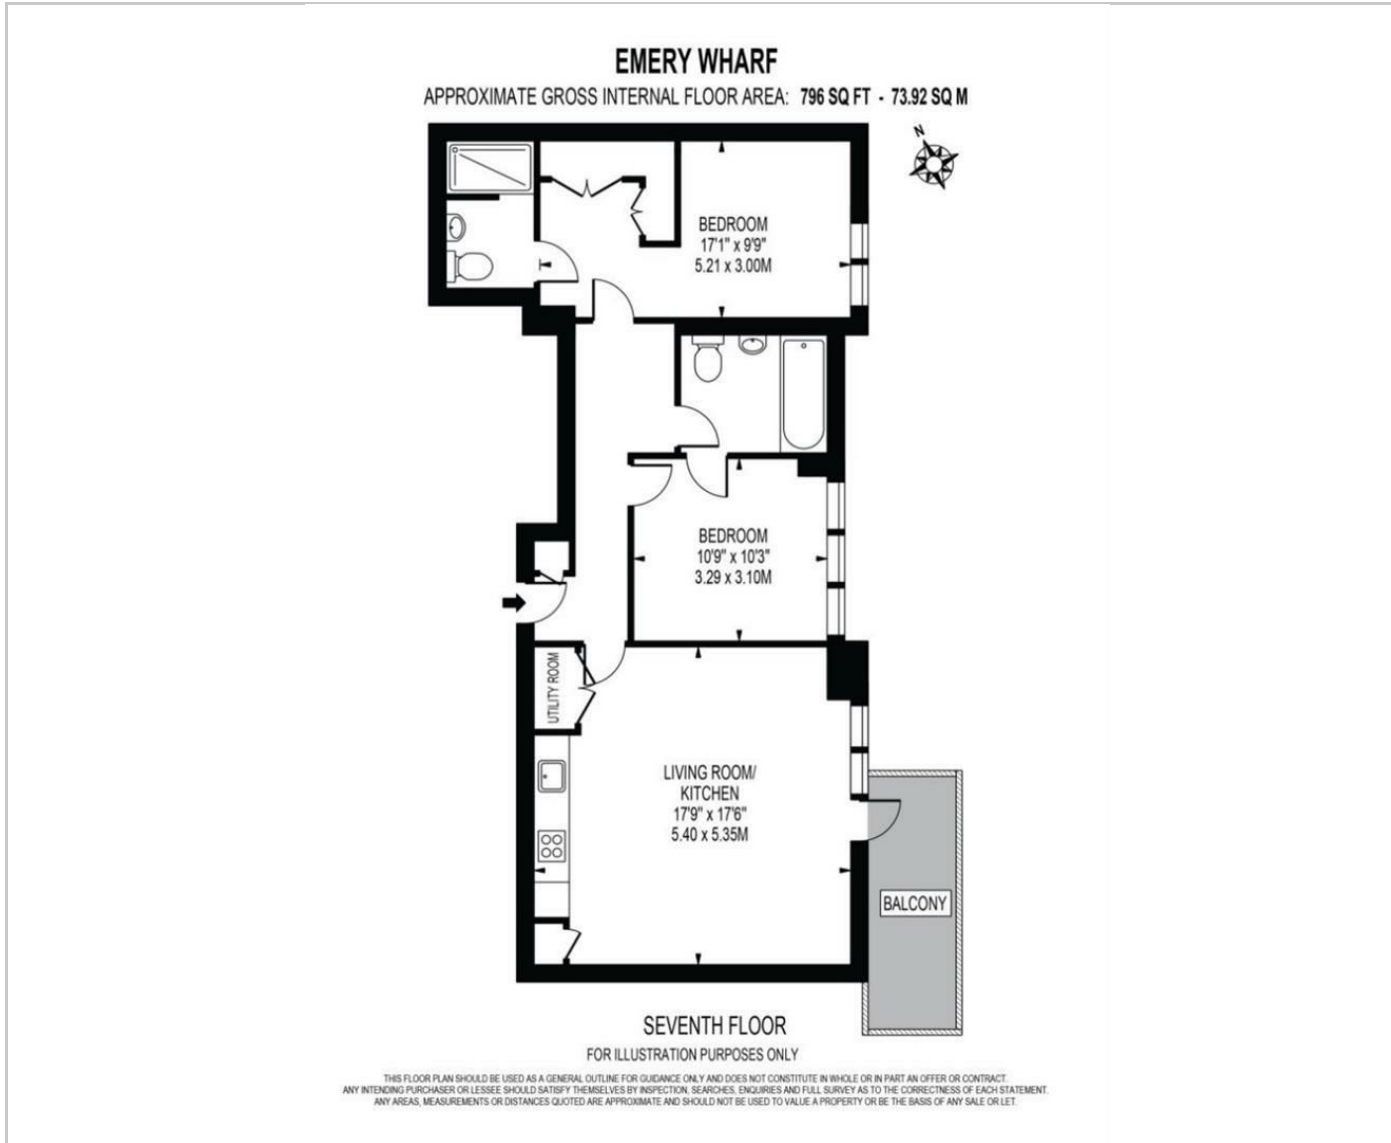 EMERY WHARF
APPROXIMATE GROSS INTERNAL FLOOR AREA: 796 SQ FT - 73.92 SQ M
N
BEDROOM
17'1" x 9'9"
5.21 x 3.00M
BEDROOM
10'9" x 10'3"
3.29 x 3.10M
UTILITY ROOM
LIVING ROOM/
KITCHEN
17'9" x 17'6"
5.40 x 5.35M
BALCONY
SEVENTH FLOOR
FOR ILLUSTRATION PURPOSES ONLY
THIS FLOOR PLAN SHOULD BE USED AS A GENERAL OUTLINE FOR GUIDANCE ONLY AND DOES NOT CONSTITUTE IN WHOLE OR IN PART AN OFFER OR CONTRACT.
ANY INTENDING PURCHASER OR LESSEE SHOULD SATISFY THEMSELVES BY INSPECTION, SEARCHES, ENQUIRIES AND FULL SURVEY AS TO THE CORRECTNESS OF EACH STATEMENT.
ANY AREAS, MEASUREMENTS OR DISTANCES QUOTED ARE APPROXIMATE AND SHOULD NOT BE USED TO VALUE A PROPERTY OR BE THE BASIS OF ANY SALE OR LET.